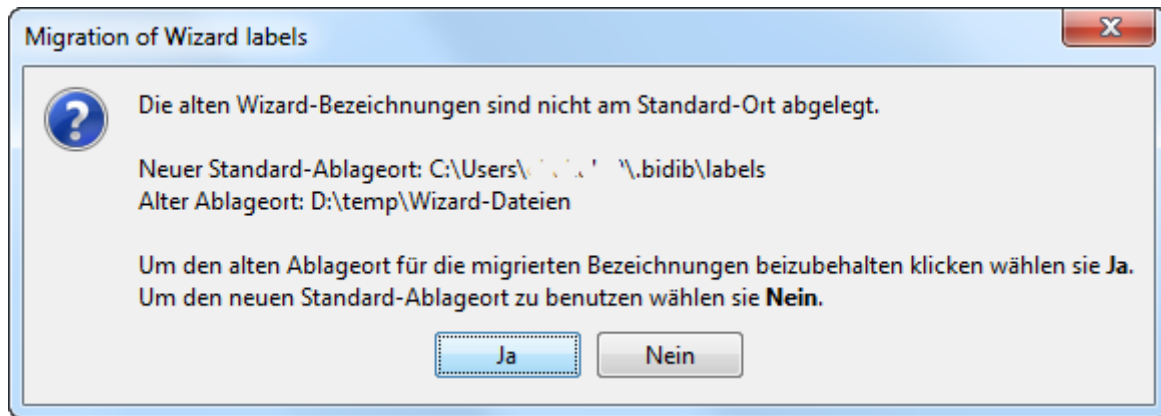 Migration of Wizard labels
Die alten Wizard-Bezeichnungen sind nicht am Standard-Ort abgelegt.
Neuer Standard-Ablageort: C:\Users\ \.bidib\labels
Alter Ablageort: D:\temp\Wizard-Dateien
Um den alten Ablageort für die migrierten Bezeichnungen beizubehalten klicken wählen sie Ja.
Um den neuen Standard-Ablageort zu benutzen wählen sie Nein.
Ja
Nein